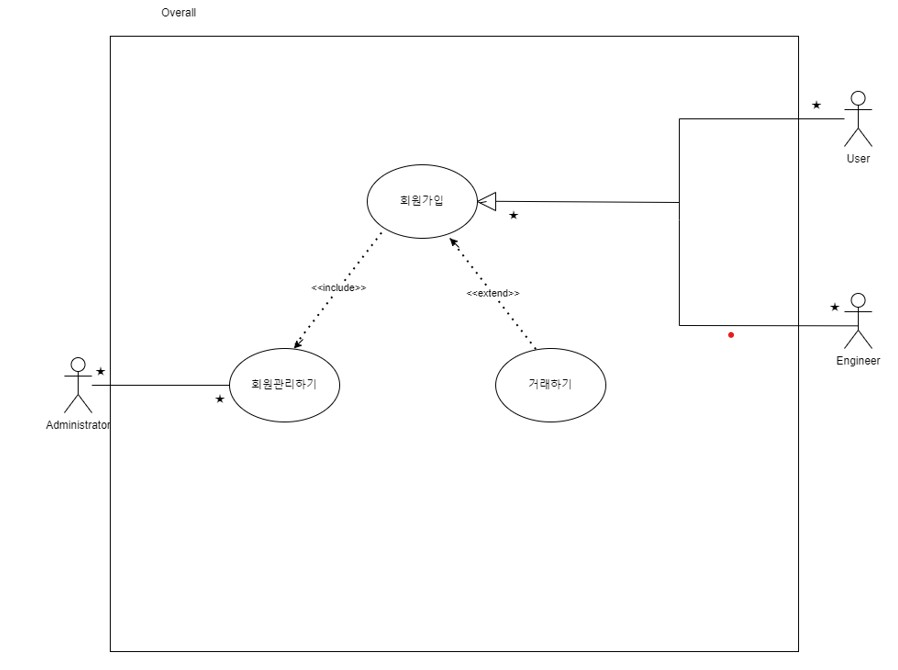 Overall
User
회원가입
<<include>>
<<extend>>
Engineer
회원관리하기
거래하기
Administrator